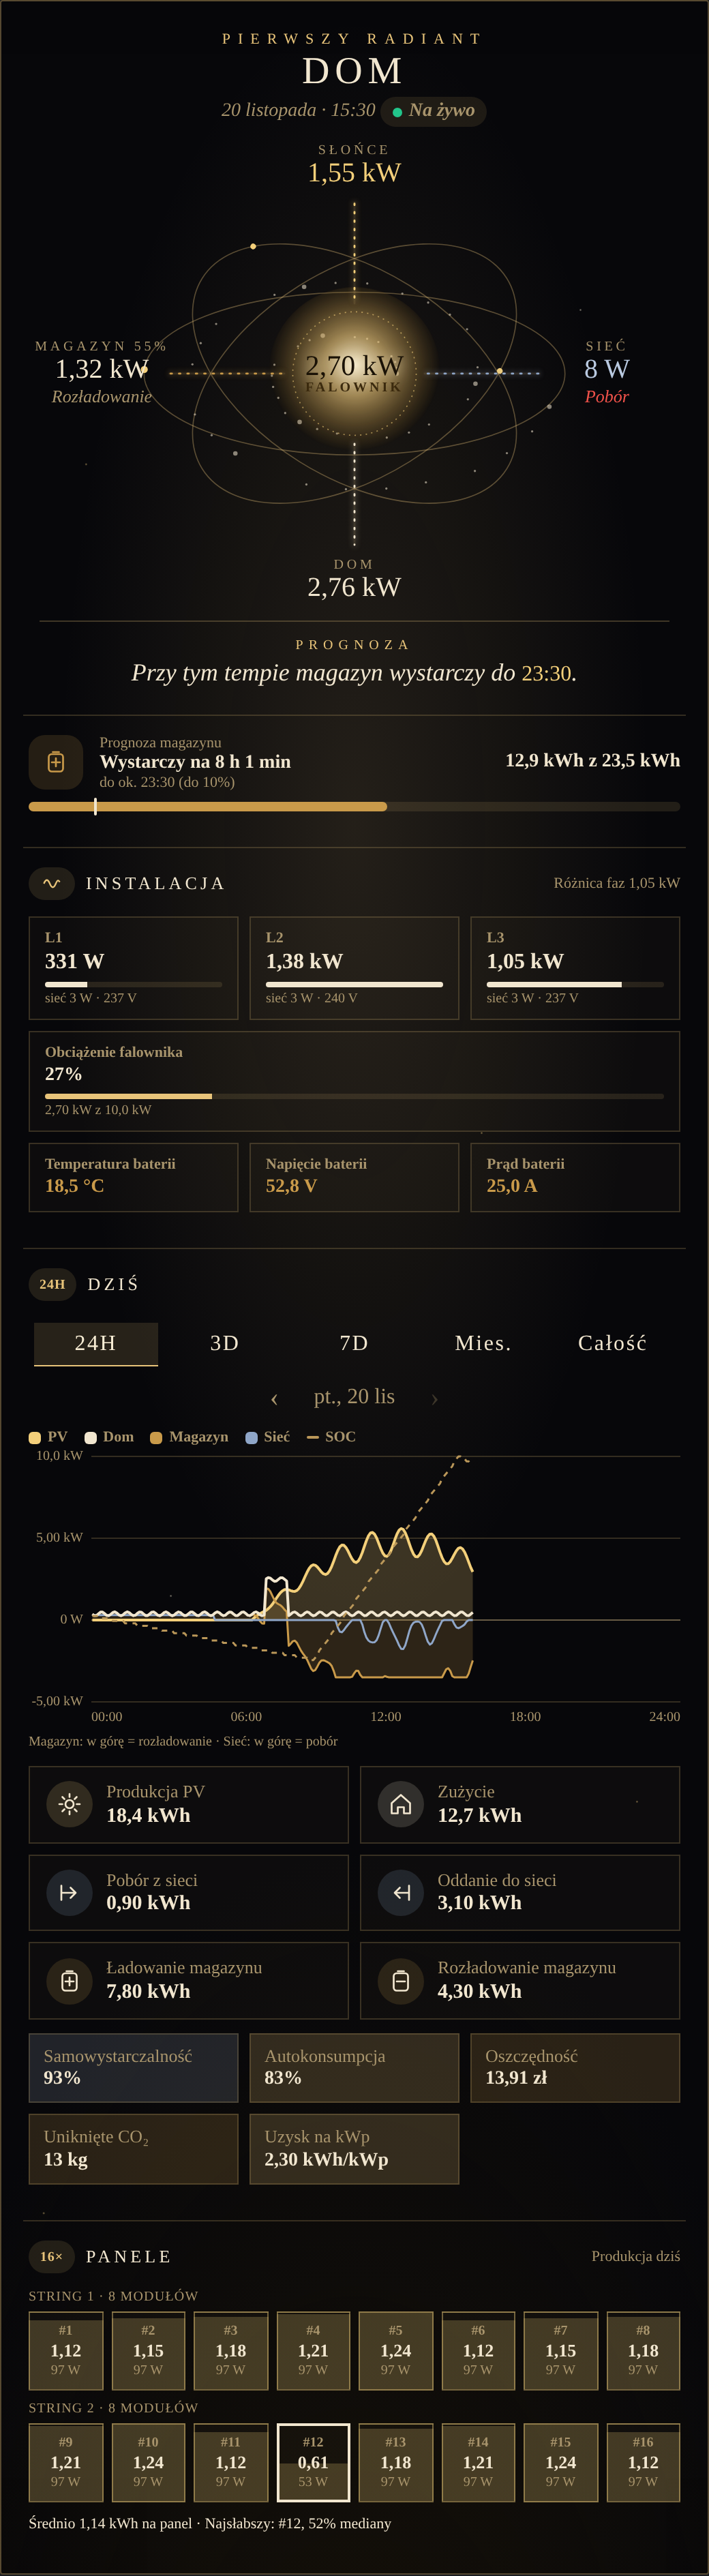 PIERWSZY RADIANT
DOM
20 listopada · 15:30 Na żywo
SŁOŃCE
1,55 kW
MAGAZYN 55%
1,32 kW
Rozładowanie
2,70 kW
FALOWNIK
SIEĆ
8 W
Pobór
DOM
2,76 kW
PROGNOZA
Przy tym tempie magazyn wystarczy do 23:30.
Prognoza magazynu
Wystarczy na 8 h 1 min
do ok. 23:30 (do 10%)
12,9 kWh z 23,5 kWh
INSTALACJA
Różnica faz 1,05 kW
L1
331 W
sieć 3 W · 237 V
L2
1,38 kW
sieć 3 W · 240 V
L3
1,05 kW
sieć 3 W · 237 V
Obciążenie falownika
27%
2,70 kW z 10,0 kW
Temperatura baterii
18,5 °C
Napięcie baterii
52,8 V
Prąd baterii
25,0 A
24H DZIŚ
24H 3D 7D Mies. Całość
‹ pt., 20 lis ›
PV Dom Magazyn Sieć SOC
10,0 kW
5,00 kW
0 W
-5,00 kW
00:00 06:00 12:00 18:00 24:00
Magazyn: w górę = rozładowanie · Sieć: w górę = pobór
Produkcja PV
18,4 kWh
Zużycie
12,7 kWh
Pobór z sieci
0,90 kWh
Oddanie do sieci
3,10 kWh
Ładowanie magazynu
7,80 kWh
Rozładowanie magazynu
4,30 kWh
Samowystarczalność
93%
Autokonsumpcja
83%
Oszczędność
13,91 zł
Uniknięte CO₂
13 kg
Uzysk na kWp
2,30 kWh/kWp
16× PANELE
Produkcja dziś
STRING 1 · 8 MODUŁÓW
#1 #2 #3 #4 #5 #6 #7 #8
1,12 1,15 1,18 1,21 1,24 1,12 1,15 1,18
97 W 97 W 97 W 97 W 97 W 97 W 97 W 97 W
STRING 2 · 8 MODUŁÓW
#9 #10 #11 #12 #13 #14 #15 #16
1,21 1,24 1,12 0,61 1,18 1,21 1,24 1,12
97 W 97 W 97 W 53 W 97 W 97 W 97 W 97 W
Średnio 1,14 kWh na panel · Najsłabszy: #12, 52% mediany